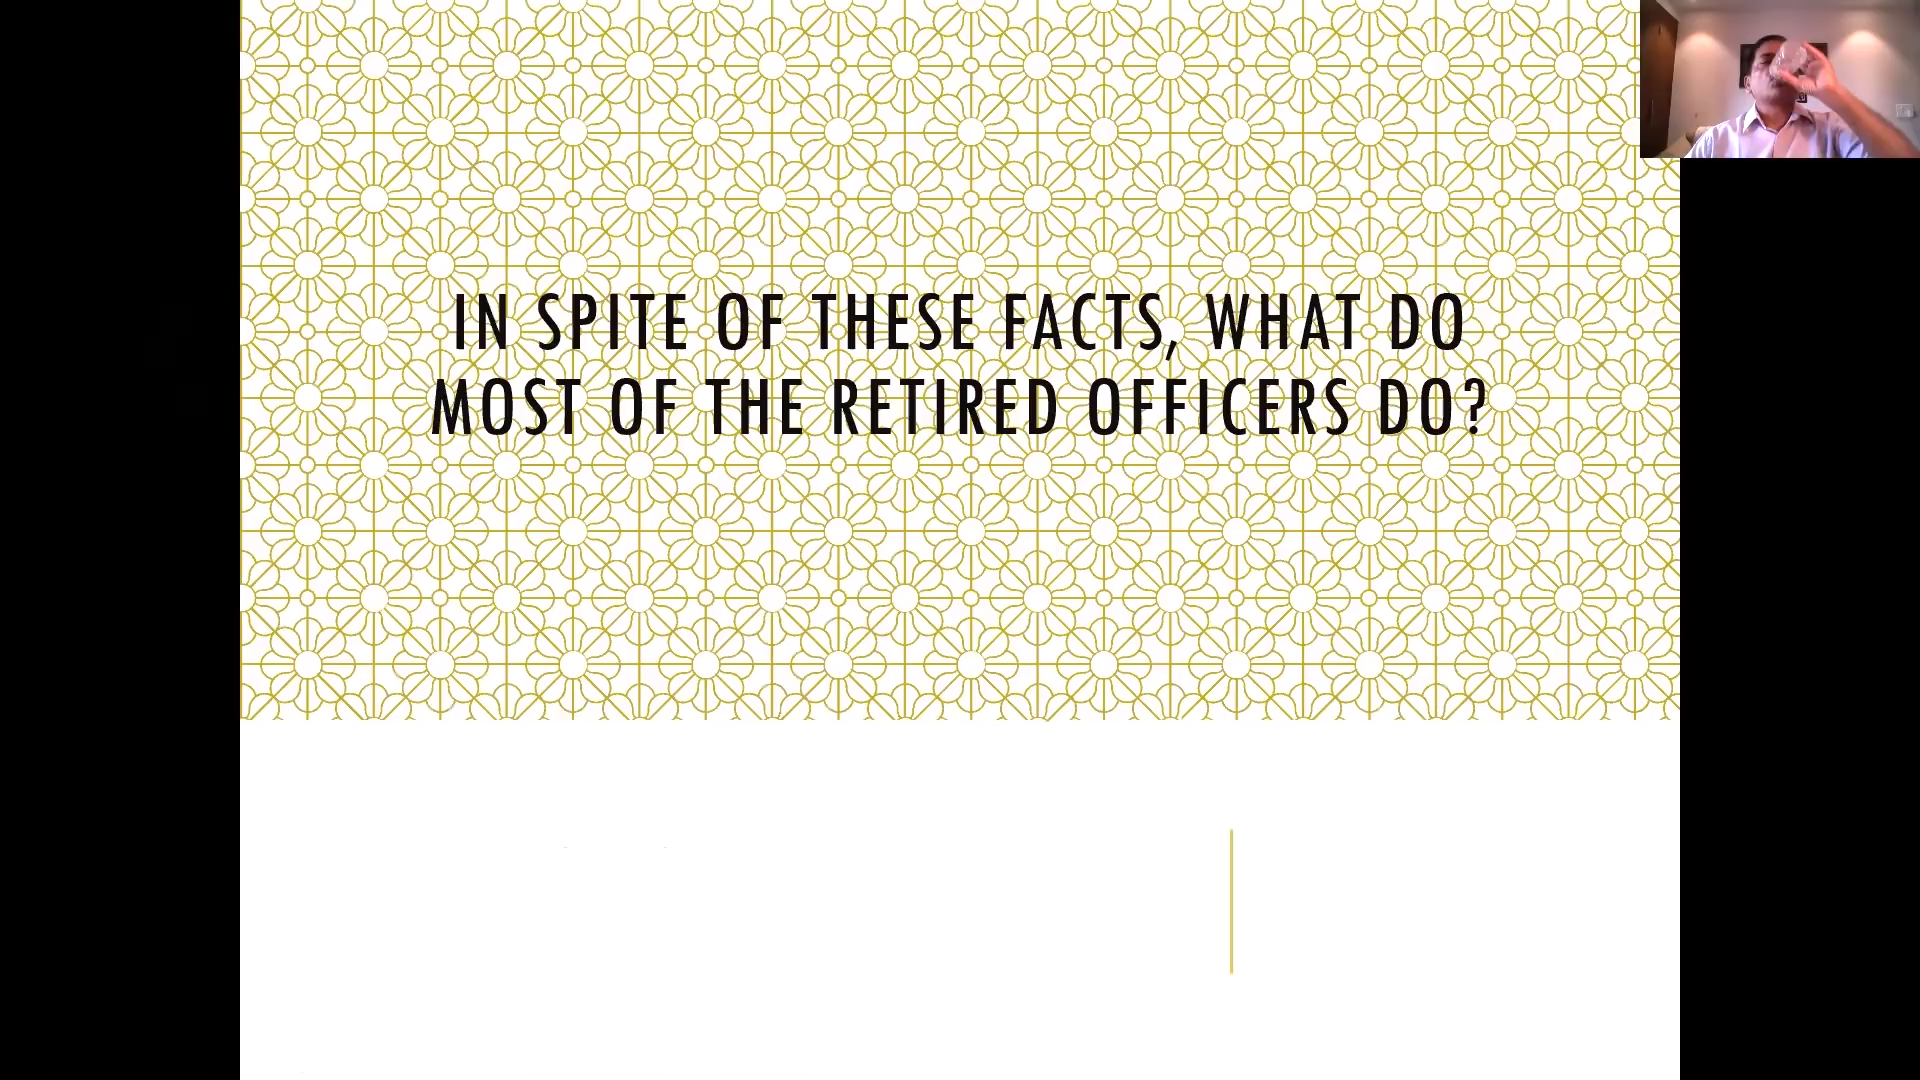 IN SPITE OF THESE FACTS, WHAT DO
MOST OF THE RETIRED OFFICERS DO?